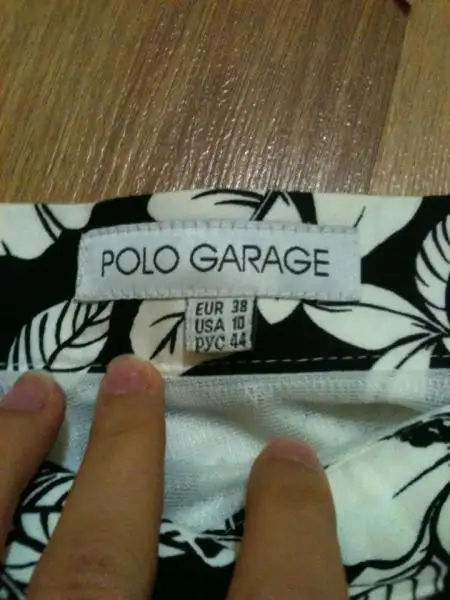 POLO GARAGE
EUR 38
USA 10
РУС 44